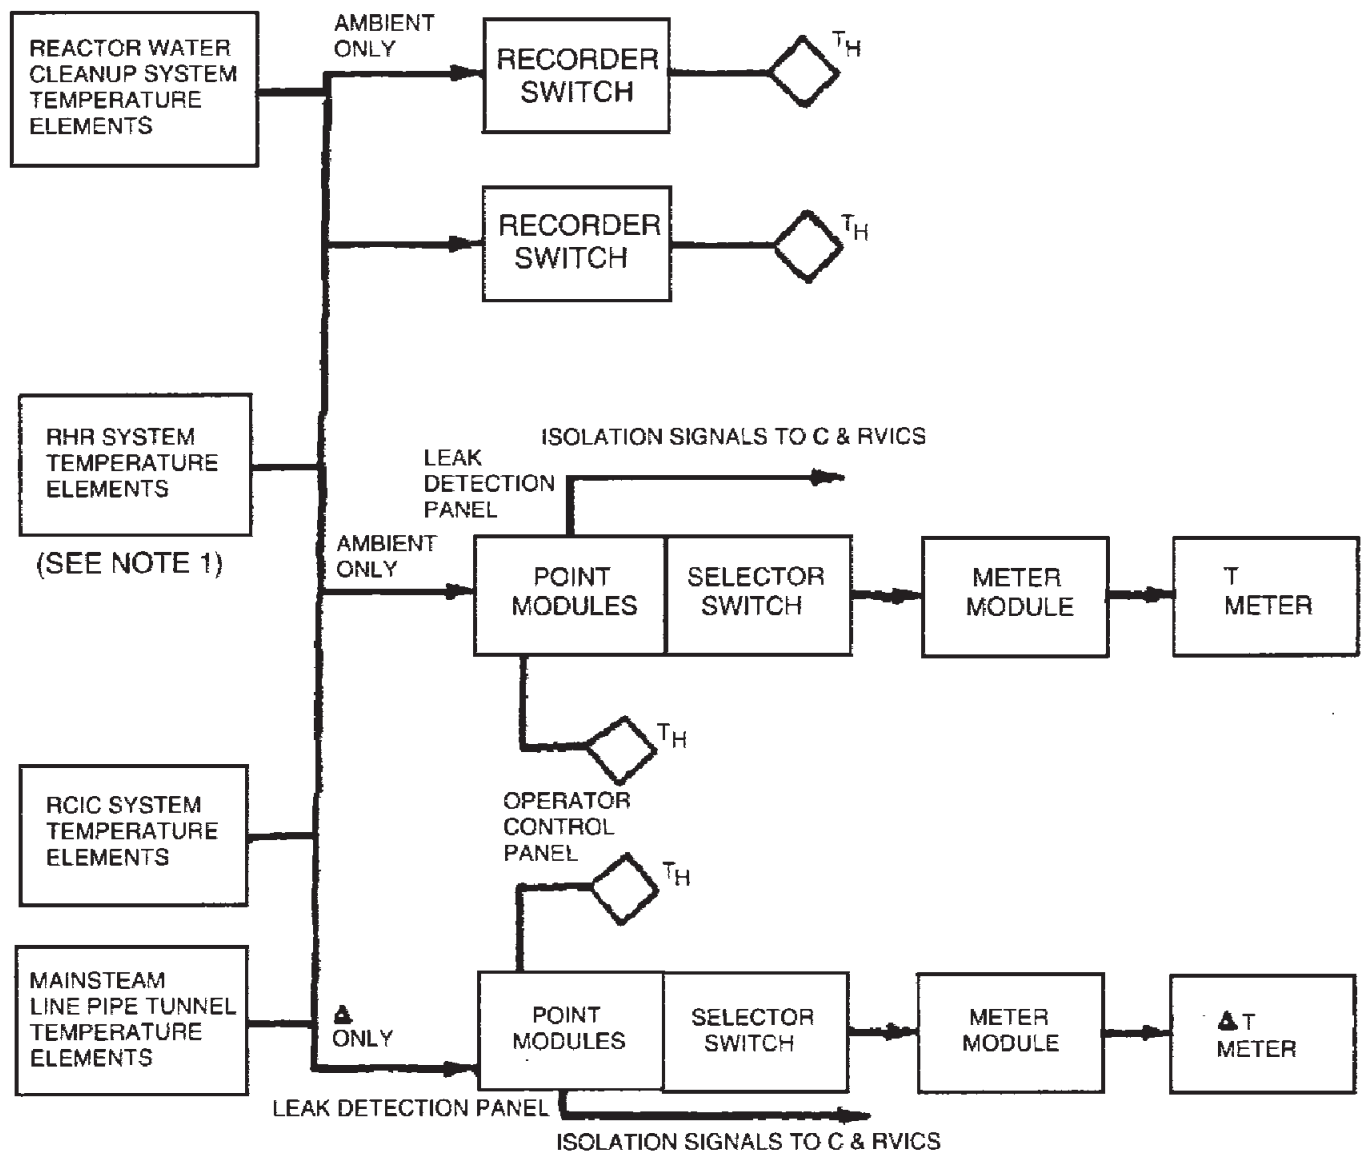 REACTOR WATER
CLEANUP SYSTEM
TEMPERATURE
ELEMENTS
AMBIENT
ONLY
RECORDER
SWITCH
TH
RECORDER
SWITCH
TH
RHR SYSTEM
TEMPERATURE
ELEMENTS
(SEE NOTE 1)
ISOLATION SIGNALS TO C & RVICS
LEAK
DETECTION
PANEL
AMBIENT
ONLY
POINT
MODULES
SELECTOR
SWITCH
METER
MODULE
T
METER
TH
RCIC SYSTEM
TEMPERATURE
ELEMENTS
OPERATOR
CONTROL
PANEL
TH
MAINSTEAM
LINE PIPE TUNNEL
TEMPERATURE
ELEMENTS
Δ
ONLY
POINT
MODULES
SELECTOR
SWITCH
METER
MODULE
Δ T
METER
LEAK DETECTION PANEL
ISOLATION SIGNALS TO C & RVICS